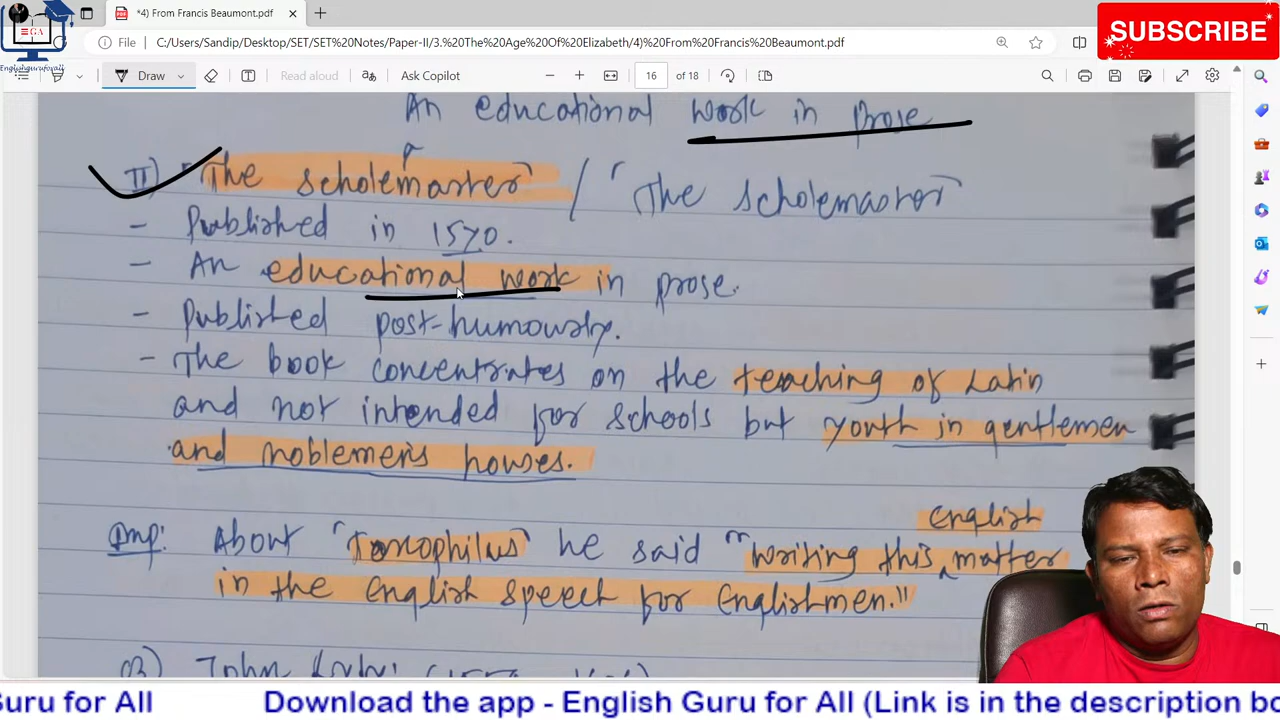 *4) From Francis Beaumont.pdf
File
C:/Users/Sandip/Desktop/SET/SET%20Notes/Paper-II/3.%20The%20Age%20Of%20Elizabeth/4)%20From%20Francis%20Beaumont.pdf
SUBSCRIBE
EGA
Englishguruforall
Draw
Read aloud
Ask Copilot
16 of 18
An educational work in prose
II) "The scholemaster" / "The scholemastor"
- Published in 1570.
- An educational work in prose.
- Published post-humously.
- The book concentrates on the teaching of Latin
and not intended for schools but youth in gentlemen
and noblemen's houses.
English
Imp: About "Toxophilus" he said "writing this ^ matter
in the English speech for Englishmen."
Guru for All Download the app - English Guru for All (Link is in the description bo